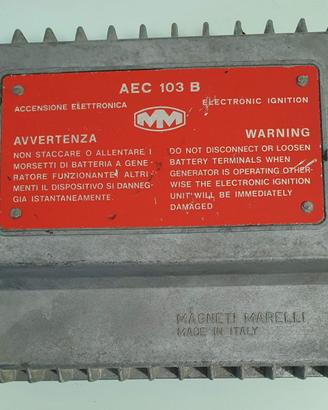 AEC 103 B
ACCENSIONE ELETTRONICA
ELECTRONIC IGNITION
MM
AVVERTENZA
NON STACCARE O ALLENTARE I
MORSETTI DI BATTERIA A GENE-
RATORE FUNZIONANTE, ALTRI-
MENTI IL DISPOSITIVO SI DANNEG-
GIA ISTANTANEAMENTE.
WARNING
DO NOT DISCONNECT OR LOOSEN
BATTERY TERMINALS WHEN
GENERATOR IS OPERATING OTHER-
WISE THE ELECTRONIC IGNITION
UNIT WILL BE IMMEDIATELY
DAMAGED
MAGNETI MARELLI
MADE IN ITALY